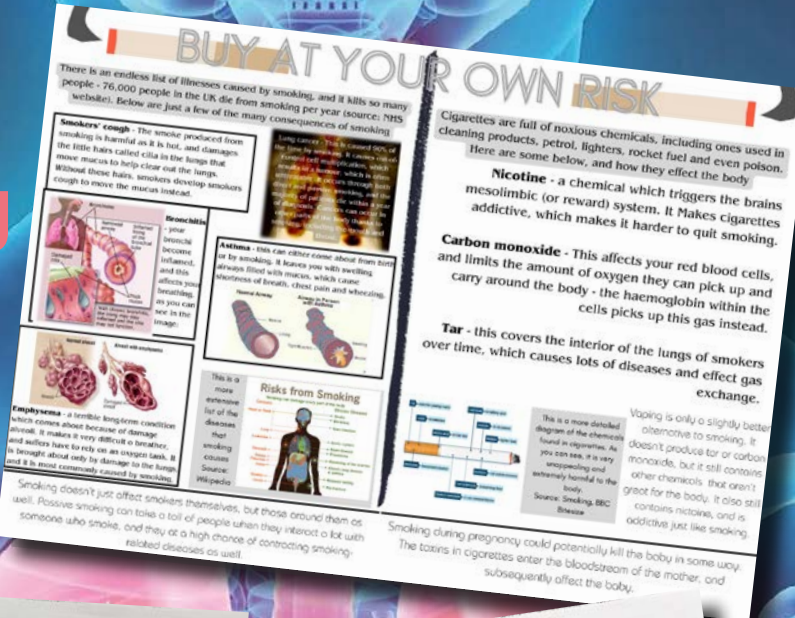 BUY AT YOUR OWN RISK
There is an endless list of illnesses caused by smoking, and it kills so many
people - 76,000 people in the UK die from smoking per year (source: NHS
website). Below are just a few of the many consequences of smoking
Smokers' cough - The smoke produced from
smoking is harmful as it is hot, and damages
the little hairs called cilia in the lungs that
move mucus to help clear out the lungs.
Without these hairs, smokers develop smokers
cough to move the mucus instead.
Lung cancer - This is caused 90% of
the time by smoking. It causes
cell multiplication, which
Bronchitis
- your
bronchi
become
inflamed,
and this
affects your
breathing,
as you can
see in the
image:
Asthma - this can either come about from birth
or by smoking. It leaves you with swelling
airways filled with mucus, which cause
shortness of breath, chest pain and wheezing.
Emphysema - a terrible long-term condition
which comes about because of damage
alveoli. It makes it very difficult o breather,
and suffers have to rely on an oxygen tank. It
is brought about only by damage to the lungs,
and it is most commonly caused by smoking.
This is a
more
extensive
list of the
diseases
that
smoking
causes
Source:
Wikipedia
Risks from Smoking
Smoking doesn't just affect smokers themselves, but those around them as
well. Passive smoking can take a toll of people when they interact a lot with
someone who smoke, and they at a high chance of contracting smoking-
related diseases as well.
Cigarettes are full of noxious chemicals, including ones used in
cleaning products, petrol, lighters, rocket fuel and even poison.
Here are some below, and how they effect the body
Nicotine - a chemical which triggers the brains
mesolimbic (or reward) system. It Makes cigarettes
addictive, which makes it harder to quit smoking.
Carbon monoxide - This affects your red blood cells,
and limits the amount of oxygen they can pick up and
carry around the body - the haemoglobin within the
cells picks up this gas instead.
Tar - this covers the interior of the lungs of smokers
over time, which causes lots of diseases and effect gas
exchange.
This is a more detailed
diagram of the chemicals
found in cigarettes. As
you can see, it is very
unappealing and
extremely harmful to the
body.
Source: Smoking, BBC
Bitesize
Vaping is only a slightly better
alternative to smoking. It
doesn't produce tar or carbon
monoxide, but it still contains
other chemicals that aren't
great for the body. It also still
contains nictoine, and is
addictive just like smoking.
Smoking during pregnancy could potentially kill the baby in some way.
The toxins in cigarettes enter the bloodstream of the mother, and
subsequently affect the baby.